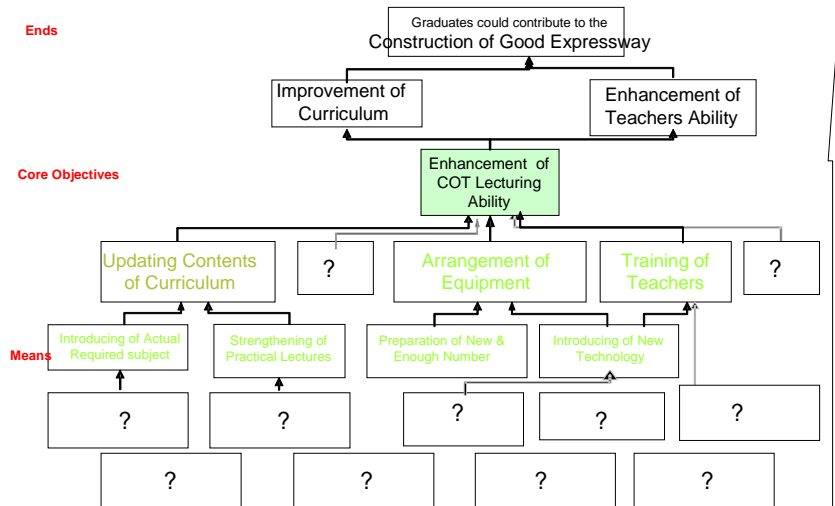 Ends
Graduates could contribute to the
Construction of Good Expressway
Improvement of
Curriculum
Enhancement of
Teachers Ability
Core Objectives
Enhancement of
COT Lecturing
Ability
Updating Contents
of Curriculum
?
Arrangement of
Equipment
Training of
Teachers
?
Means
Introducing of Actual
Required subject
Strengthening of
Practical Lectures
Preparation of New &
Enough Number
Introducing of New
Technology
?
?
?
?
?
?
?
?
?